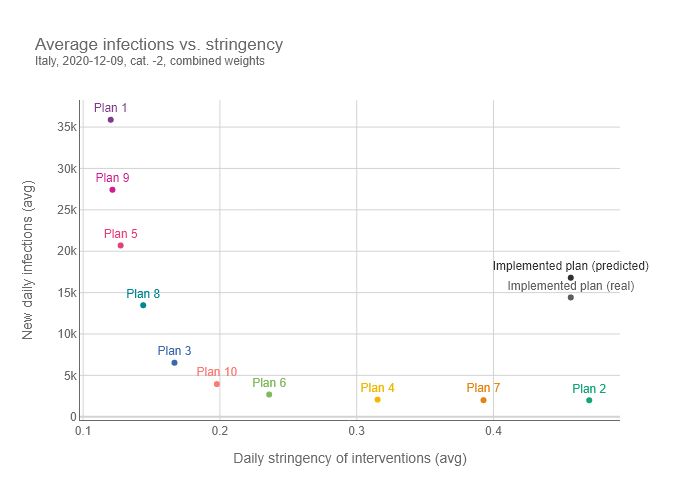 Average infections vs. stringency
Italy, 2020-12-09, cat. -2, combined weights
New daily infections (avg)
35k
30k
25k
20k
15k
10k
5k
0
Plan 1
Plan 9
Plan 5
Plan 8
Plan 3
Plan 10
Plan 6
Plan 4
Plan 7
Plan 2
Implemented plan (predicted)
Implemented plan (real)
0.1
0.2
0.3
0.4
Daily stringency of interventions (avg)